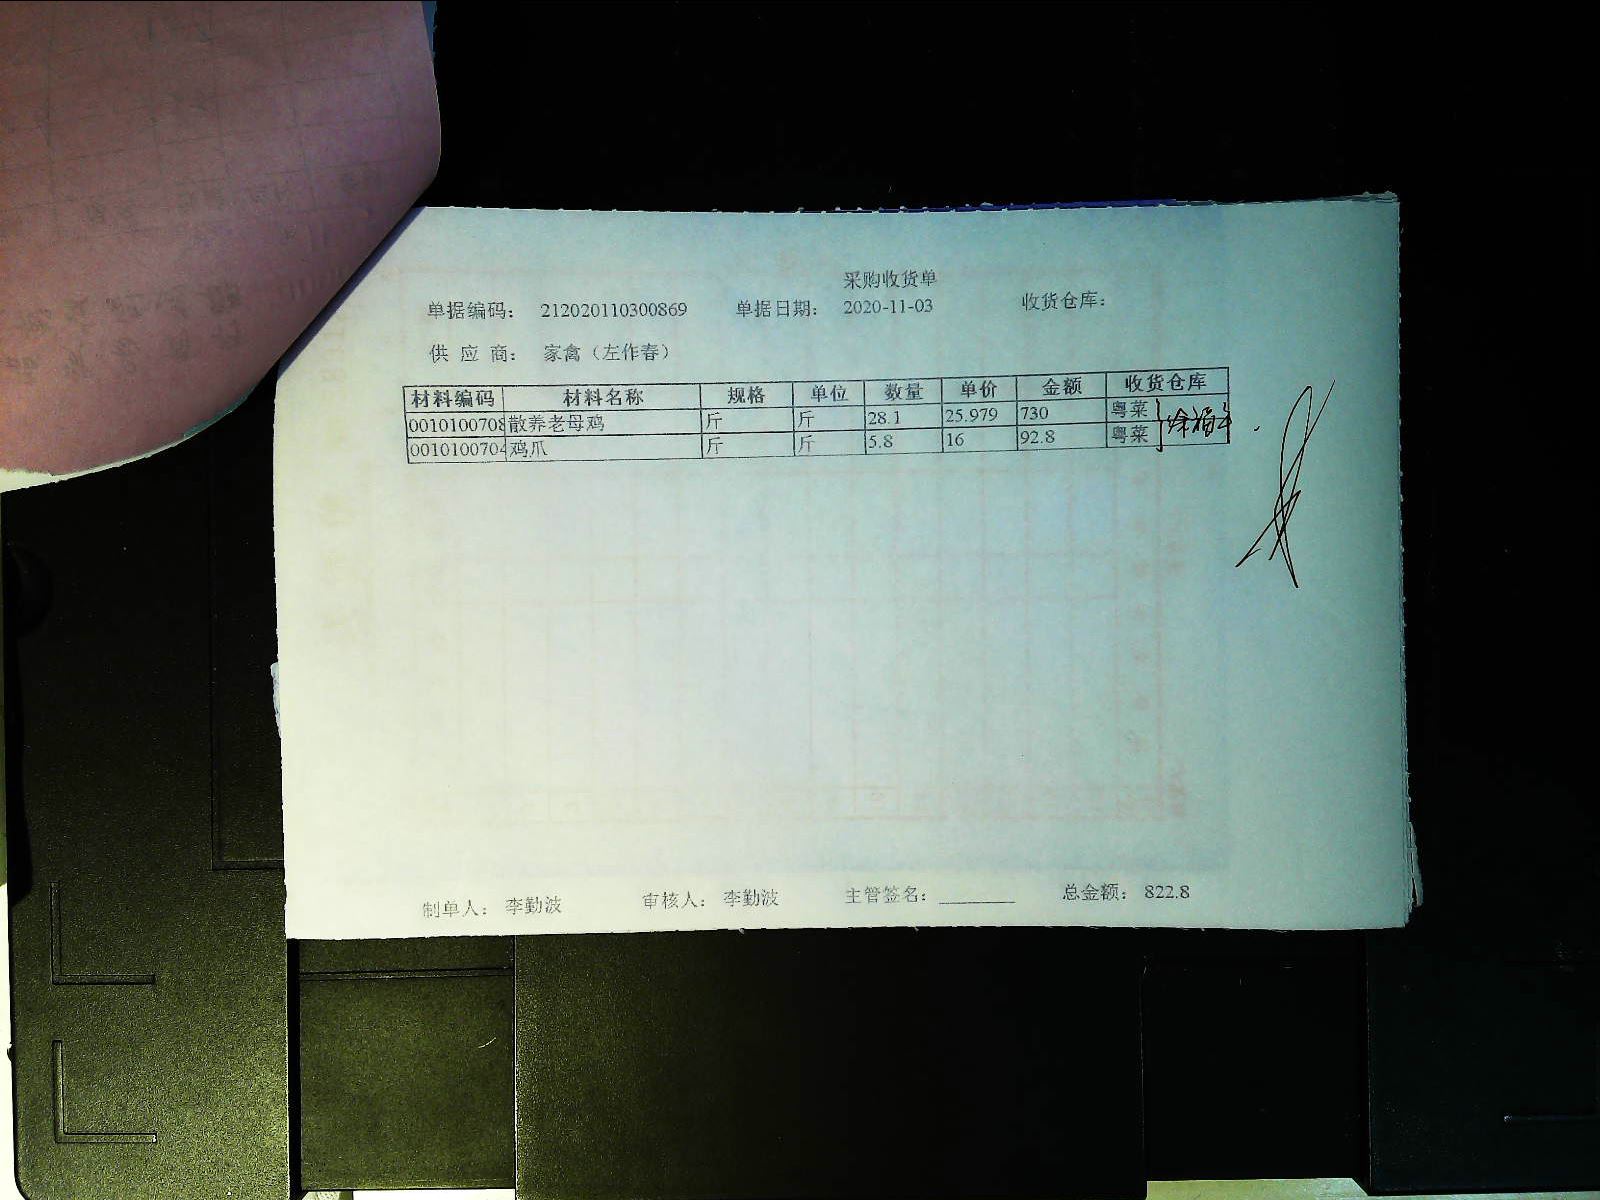 采购收货单
单据编码： 212020110300869 单据日期： 2020-11-03 收货仓库：
供 应 商： 家禽（左作春）
材料编码 材料名称 规格 单位 数量 单价 金额 收货仓库
0010100708 散养老母鸡 斤 斤 28.1 25.979 730 粤菜
0010100704 鸡爪 斤 斤 5.8 16 92.8 粤菜
制单人： 李勤波 审核人： 李勤波 主管签名： 总金额： 822.8